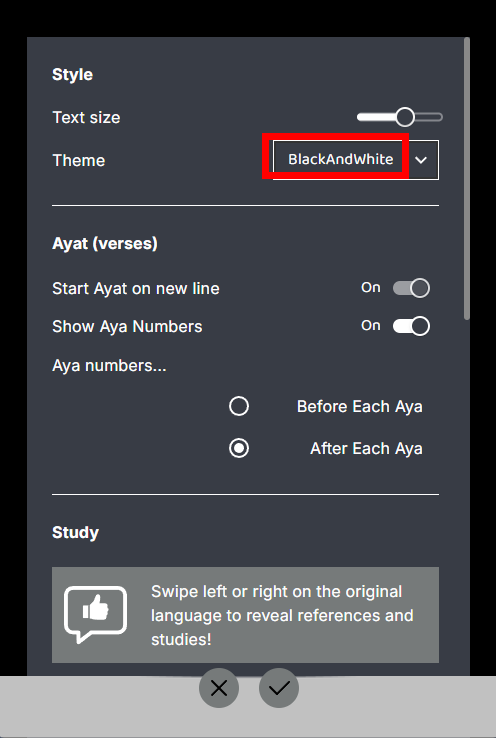 Style
Text size
Theme BlackAndWhite
Ayat (verses)
Start Ayat on new line On
Show Aya Numbers On
Aya numbers...
Before Each Aya
After Each Aya
Study
Swipe left or right on the original
language to reveal references and
studies!